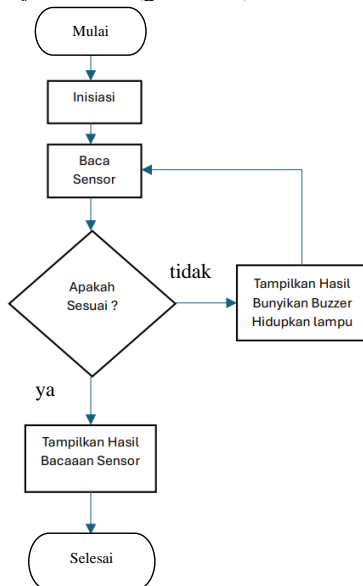 Mulai
Inisiasi
Baca
Sensor
Apakah
Sesuai ?
tidak
Tampilkan Hasil
Bunyikan Buzzer
Hidupkan lampu
ya
Tampilkan Hasil
Bacaaan Sensor
Selesai